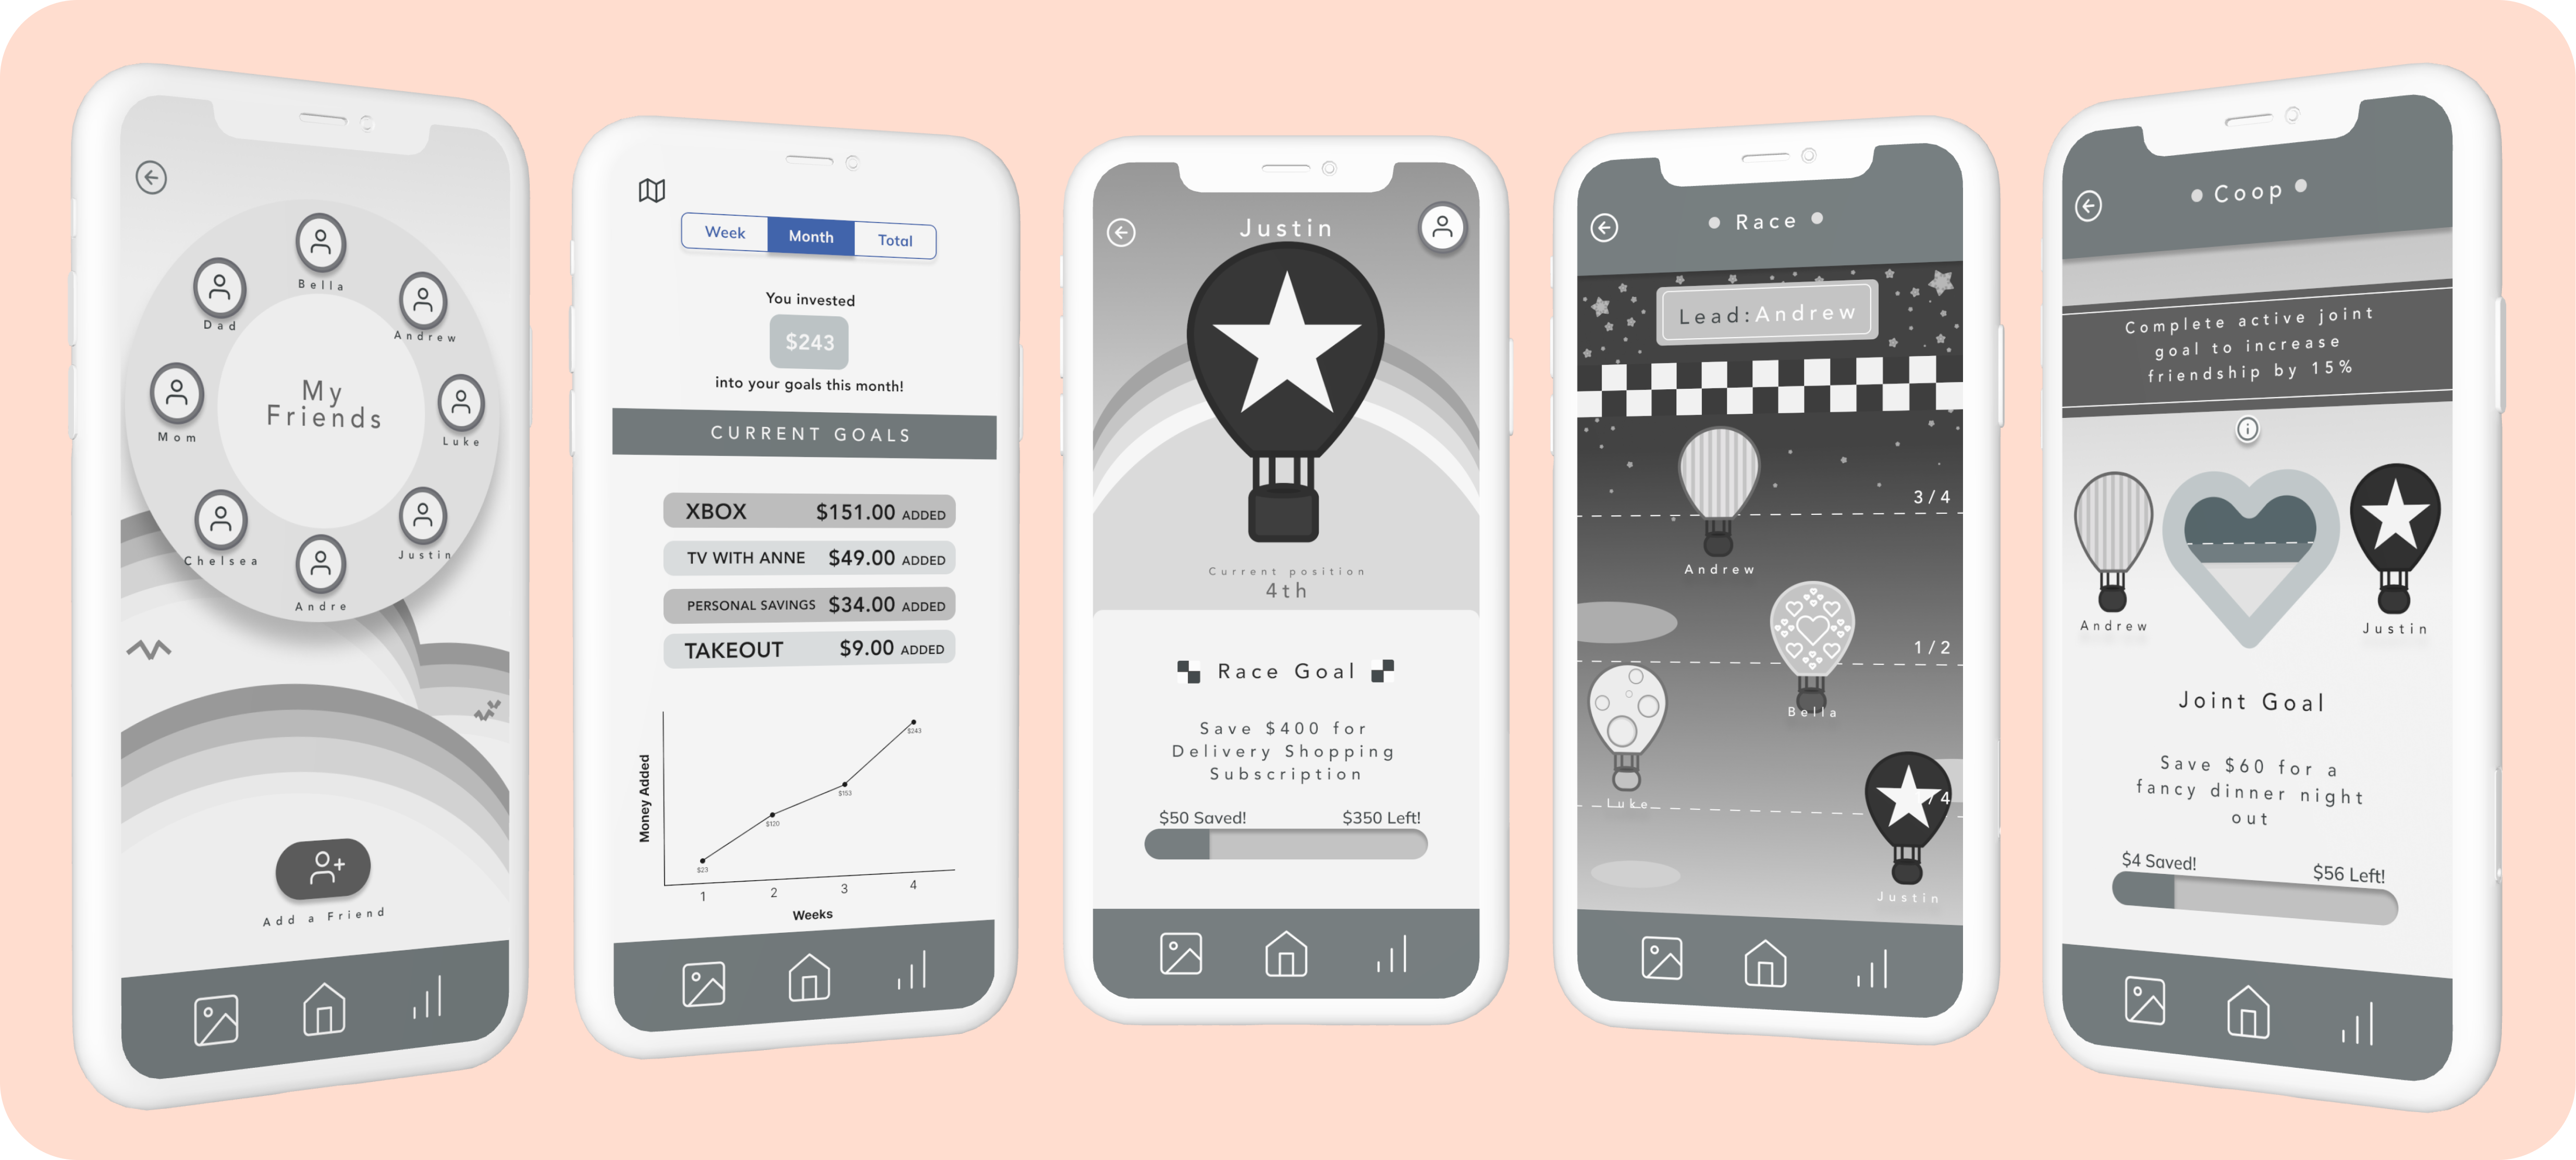 Bella
Dad
Andrew
My
Friends
Mom
Luke
Chelsea
Justin
Andre
Add a Friend
Week Month Total
You invested
$243
into your goals this month!
CURRENT GOALS
XBOX $151.00 ADDED
TV WITH ANNE $49.00 ADDED
PERSONAL SAVINGS $34.00 ADDED
TAKEOUT $9.00 ADDED
Money Added
$243
$153
$120
$23
1 2 3 4
Weeks
Justin
Current position
4th
Race Goal
Save $400 for
Delivery Shopping
Subscription
$50 Saved! $350 Left!
Race
Lead:Andrew
3/4
Andrew
1/2
Bella
Luke
/4
Justin
Coop
Complete active joint
goal to increase
friendship by 15%
Andrew
Justin
Joint Goal
Save $60 for a
fancy dinner night
out
$4 Saved! $56 Left!